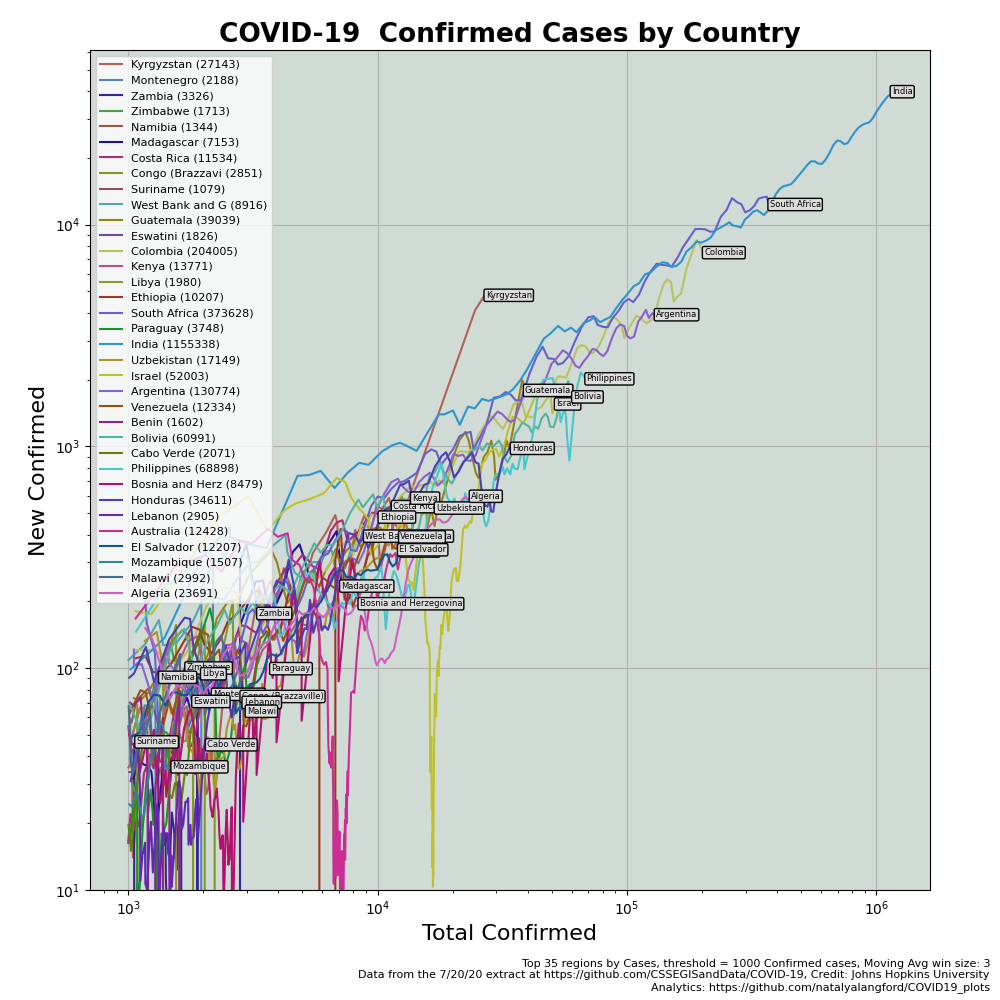 COVID-19  Confirmed Cases by Country
Kyrgyzstan (27143)
Montenegro (2188)
Zambia (3326)
Zimbabwe (1713)
Namibia (1344)
Madagascar (7153)
Costa Rica (11534)
Congo (Brazzavi (2851)
Suriname (1079)
West Bank and G (8916)
Guatemala (39039)
Eswatini (1826)
Colombia (204005)
Kenya (13771)
Libya (1980)
Ethiopia (10207)
South Africa (373628)
Paraguay (3748)
India (1155338)
Uzbekistan (17149)
Israel (52003)
Argentina (130774)
Venezuela (12334)
Benin (1602)
Bolivia (60991)
Cabo Verde (2071)
Philippines (68898)
Bosnia and Herz (8479)
Honduras (34611)
Lebanon (2905)
Australia (12428)
El Salvador (12207)
Mozambique (1507)
Malawi (2992)
Algeria (23691)
India
South Africa
Colombia
Kyrgyzstan
Argentina
Philippines
Guatemala
Bolivia
Israel
Honduras
Kenya
Algeria
Costa Rica
Uzbekistan
Ethiopia
West Ba
Venezuela
El Salvador
Madagascar
Bosnia and Herzegovina
Zambia
Zimbabwe
Libya
Paraguay
Namibia
Monte
Congo (Brazzaville)
Eswatini
Lebanon
Malawi
Suriname
Cabo Verde
Mozambique
10⁴
10³
10²
10¹
New Confirmed
10³ 10⁴ 10⁵ 10⁶
Total Confirmed
Top 35 regions by Cases, threshold = 1000 Confirmed cases, Moving Avg win size: 3
Data from the 7/20/20 extract at https://github.com/CSSEGISandData/COVID-19, Credit: Johns Hopkins University
Analytics: https://github.com/natalyalangford/COVID19_plots